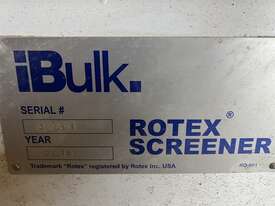 iBulk.
SERIAL #
YEAR
ROTEX®
SCREENER
Trademark "Rotex" registered by Rotex Inc. USA